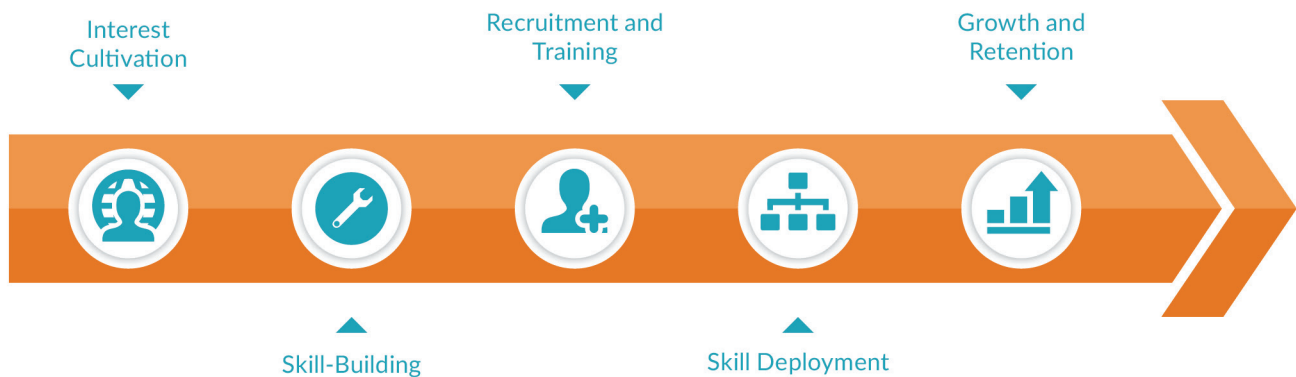 Interest
Cultivation
Skill-Building
Recruitment and
Training
Skill Deployment
Growth and
Retention